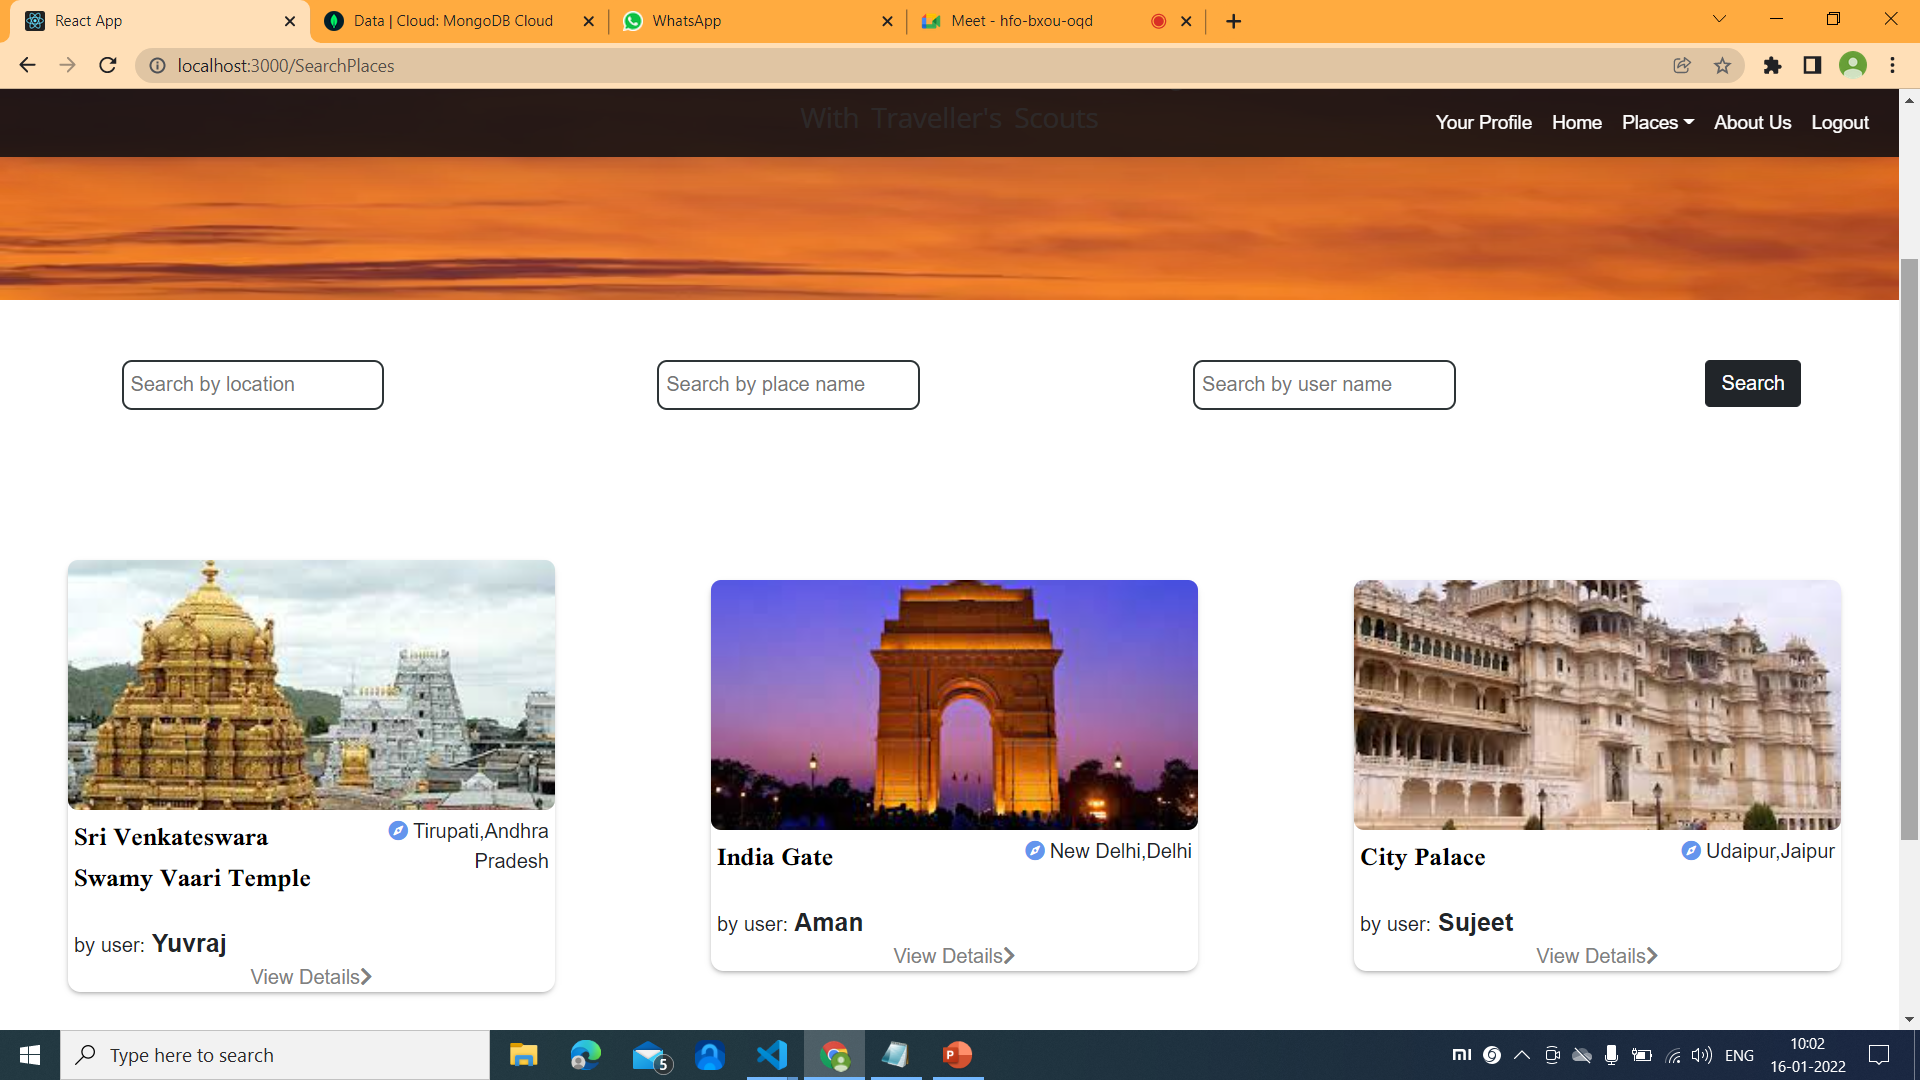 React App
Data | Cloud: MongoDB Cloud
WhatsApp
Meet - hfo-bxou-oqd
localhost:3000/SearchPlaces
With Traveller's Scouts
Your Profile
Home
Places
About Us
Logout
Search by location
Search by place name
Search by user name
Search
Sri Venkateswara
Swamy Vaari Temple
Tirupati,Andhra
Pradesh
by user: Yuvraj
View Details
India Gate
New Delhi,Delhi
by user: Aman
View Details
City Palace
Udaipur,Jaipur
by user: Sujeet
View Details
Type here to search
5
P
mi
ENG
10:02
16-01-2022